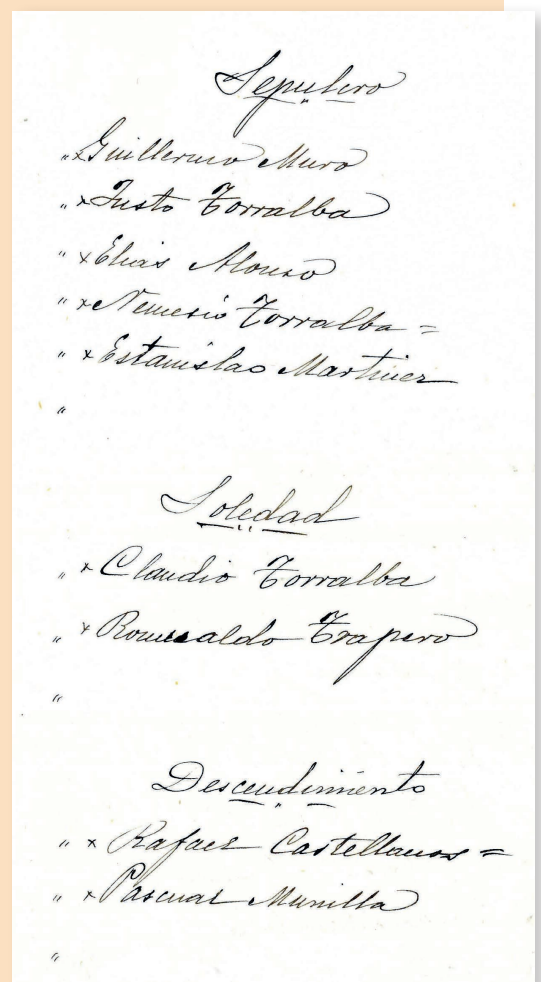 Sepulcro
" x Guillermo Muro
" x Justo Torralba
" x Elias Alonso
" x Nemesio Torralba =
" x Estanislao Martinez
"
Soledad
" x Claudio Torralba
" x Romualdo Trapero
"
Descendimiento
" x Rafael Castellanos =
" x Pascual Munilla
"